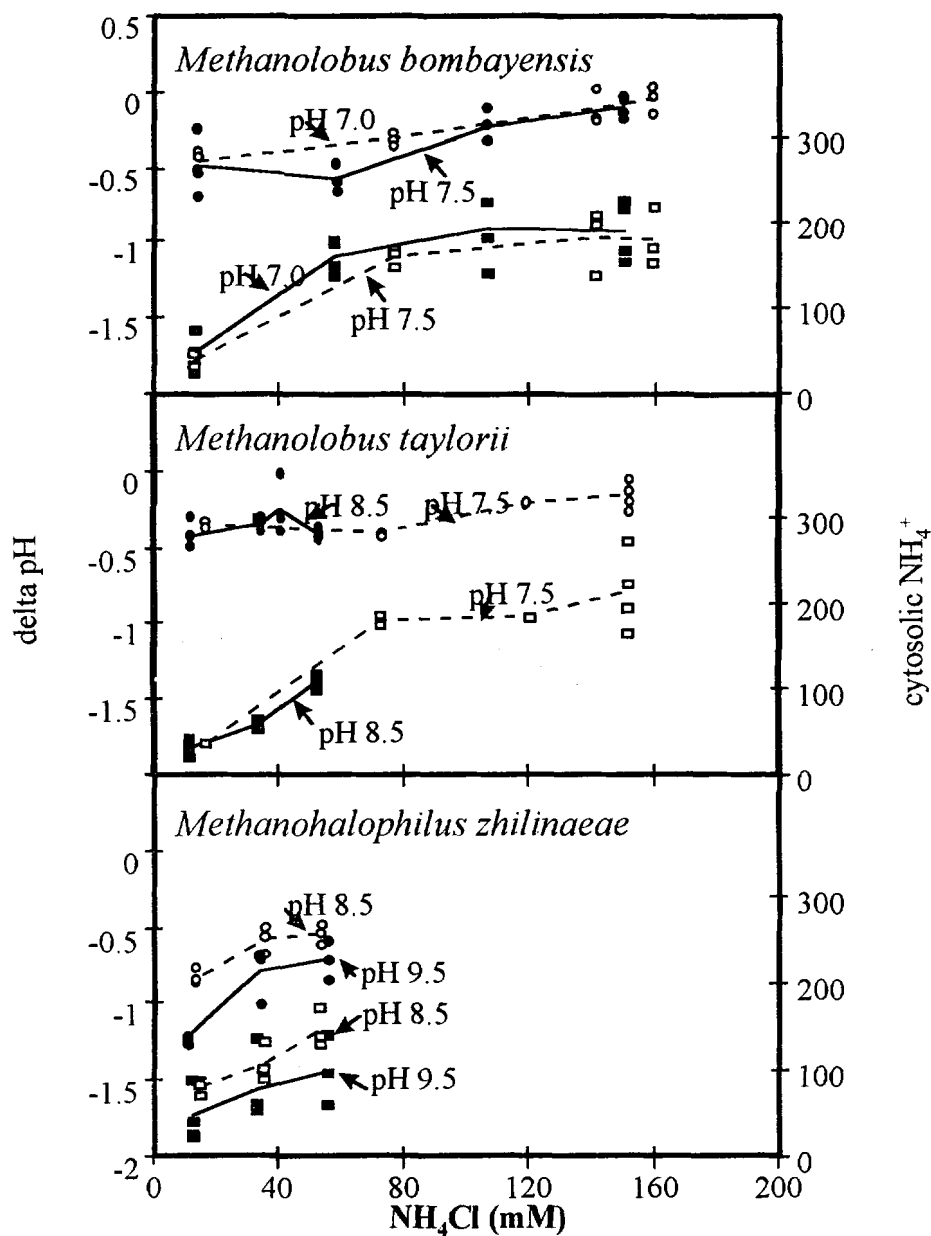 0.5
Methanolobus bombayensis
0
pH 7.0
300
-0.5
pH 7.5
200
-1
pH 7.0
pH 7.5
100
-1.5
0
Methanolobus taylorii
0
pH 8.5
pH 7.5
300
-0.5
delta pH
cytosolic NH₄⁺
200
-1
pH 7.5
100
-1.5
pH 8.5
0
Methanohalophilus zhilinaeae
0
300
pH 8.5
-0.5
pH 9.5
200
-1
pH 8.5
100
-1.5
pH 9.5
-2
0
0 40 80 120 160 200
NH₄Cl (mM)